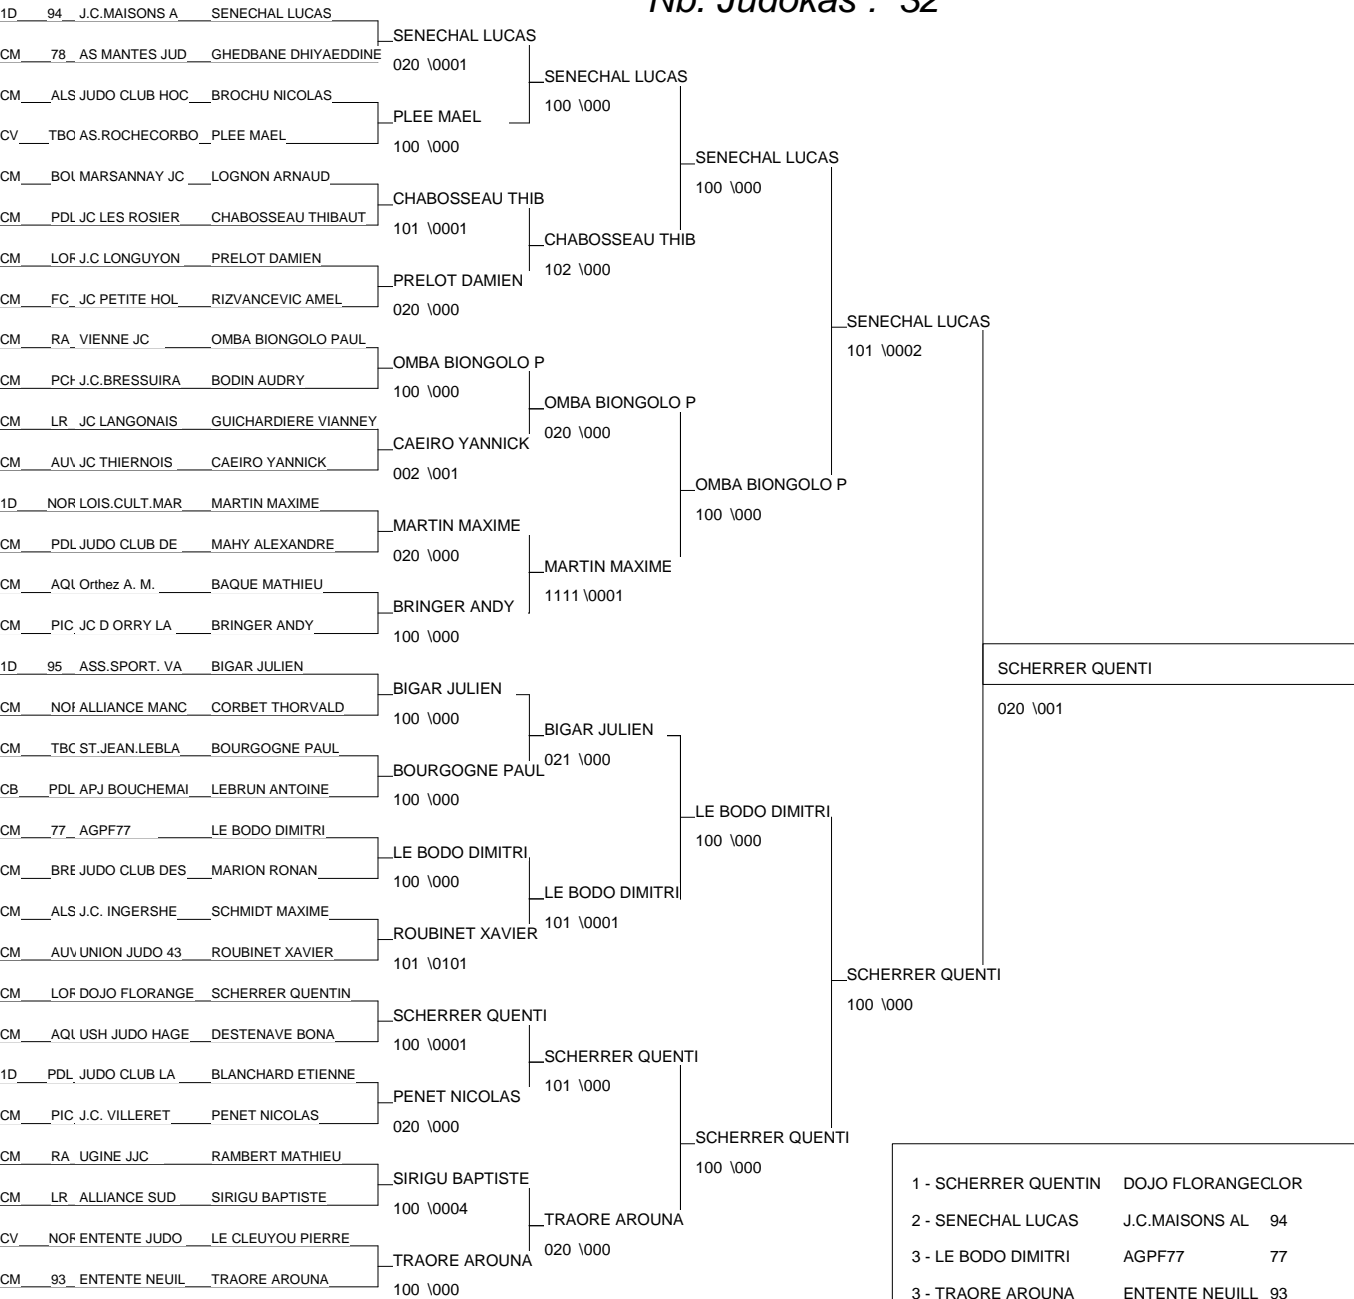 Nb. Judokas : 32
1D 94 J.C.MAISONS A SENECHAL LUCAS
SENECHAL LUCAS
CM 78 AS MANTES JUD GHEDBANE DHIYAEDDINE
020 \0001
SENECHAL LUCAS
CM ALS JUDO CLUB HOC BROCHU NICOLAS
100 \000
PLEE MAEL
CV TBO AS.ROCHECORBO PLEE MAEL
100 \000
SENECHAL LUCAS
CM BOU MARSANNAY JC LOGNON ARNAUD
100 \000
CHABOSSEAU THIB
CM PDL JC LES ROSIER CHABOSSEAU THIBAUT
101 \0001
CHABOSSEAU THIB
CM LOR J.C LONGUYON PRELOT DAMIEN
102 \000
PRELOT DAMIEN
CM FC JC PETITE HOL RIZVANCEVIC AMEL
020 \000
SENECHAL LUCAS
CM RA VIENNE JC OMBA BIONGOLO PAUL
101 \0002
OMBA BIONGOLO P
CM PCH J.C.BRESSUIRA BODIN AUDRY
100 \000
OMBA BIONGOLO P
CM LR JC LANGONAIS GUICHARDIERE VIANNEY
020 \000
CAEIRO YANNICK
CM AUV JC THIERNOIS CAEIRO YANNICK
002 \001
OMBA BIONGOLO P
1D NOR LOIS.CULT.MAR MARTIN MAXIME
100 \000
MARTIN MAXIME
CM PDL JUDO CLUB DE MAHY ALEXANDRE
020 \000
MARTIN MAXIME
CM AQU Orthez A. M. BAQUE MATHIEU
1111 \0001
BRINGER ANDY
CM PIC JC D ORRY LA BRINGER ANDY
100 \000
1D 95 ASS.SPORT. VA BIGAR JULIEN
SCHERRER QUENTI
BIGAR JULIEN
CM NOR ALLIANCE MANC CORBET THORVALD
020 \001
100 \000
BIGAR JULIEN
CM TBO ST.JEAN.LEBLA BOURGOGNE PAUL
021 \000
BOURGOGNE PAUL
CB PDL APJ BOUCHEMAI LEBRUN ANTOINE
100 \000
LE BODO DIMITRI
CM 77 AGPF77 LE BODO DIMITRI
100 \000
LE BODO DIMITRI
CM BRE JUDO CLUB DES MARION RONAN
100 \000
LE BODO DIMITRI
CM ALS J.C. INGERSHE SCHMIDT MAXIME
101 \0001
ROUBINET XAVIER
CM AUV UNION JUDO 43 ROUBINET XAVIER
101 \0101
SCHERRER QUENTI
CM LOR DOJO FLORANGE SCHERRER QUENTIN
100 \000
SCHERRER QUENTI
CM AQU USH JUDO HAGE DESTENAVE BONA
100 \0001
SCHERRER QUENTI
1D PDL JUDO CLUB LA BLANCHARD ETIENNE
101 \000
PENET NICOLAS
CM PIC J.C. VILLERET PENET NICOLAS
020 \000
SCHERRER QUENTI
CM RA UGINE JJC RAMBERT MATHIEU
100 \000
SIRIGU BAPTISTE
CM LR ALLIANCE SUD SIRIGU BAPTISTE
100 \0004
TRAORE AROUNA
CV NOR ENTENTE JUDO LE CLEUYOU PIERRE
020 \000
TRAORE AROUNA
CM 93 ENTENTE NEUIL TRAORE AROUNA
100 \000
1 - SCHERRER QUENTIN DOJO FLORANGEC LOR
2 - SENECHAL LUCAS J.C.MAISONS AL 94
3 - LE BODO DIMITRI AGPF77 77
3 - TRAORE AROUNA ENTENTE NEUILL 93